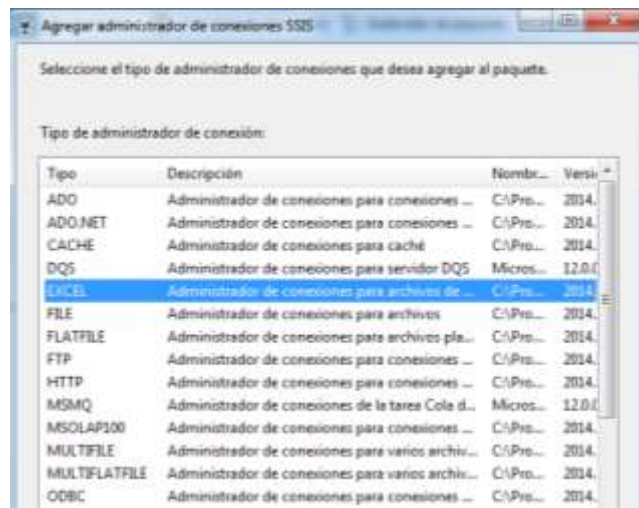 Agregar administrador de conexiones SSIS
Seleccione el tipo de administrador de conexiones que desea agregar al paquete.
Tipo de administrador de conexión:
Tipo Descripción Nombr... Versi
ADO Administrador de conexiones para conexiones ... C:\Pro... 2014.
ADO.NET Administrador de conexiones para conexiones ... C:\Pro... 2014.
CACHE Administrador de conexiones para caché C:\Pro... 2014.
DQS Administrador de conexiones para servidor DQS Micros... 12.0.0
EXCEL Administrador de conexiones para archivos de ... C:\Pro... 2014.
FILE Administrador de conexiones para archivos C:\Pro... 2014.
FLATFILE Administrador de conexiones para archivos pla... C:\Pro... 2014.
FTP Administrador de conexiones para conexiones ... C:\Pro... 2014.
HTTP Administrador de conexiones para conexiones ... C:\Pro... 2014.
MSMQ Administrador de conexiones de la tarea Cola d... Micros... 12.0.0
MSOLAP100 Administrador de conexiones para conexiones ... C:\Pro... 2014.
MULTIFILE Administrador de conexiones para varios archiv... C:\Pro... 2014.
MULTIFLATFILE Administrador de conexiones para varios archiv... C:\Pro... 2014.
ODBC Administrador de conexiones para conexiones ... C:\Pro... 2014.